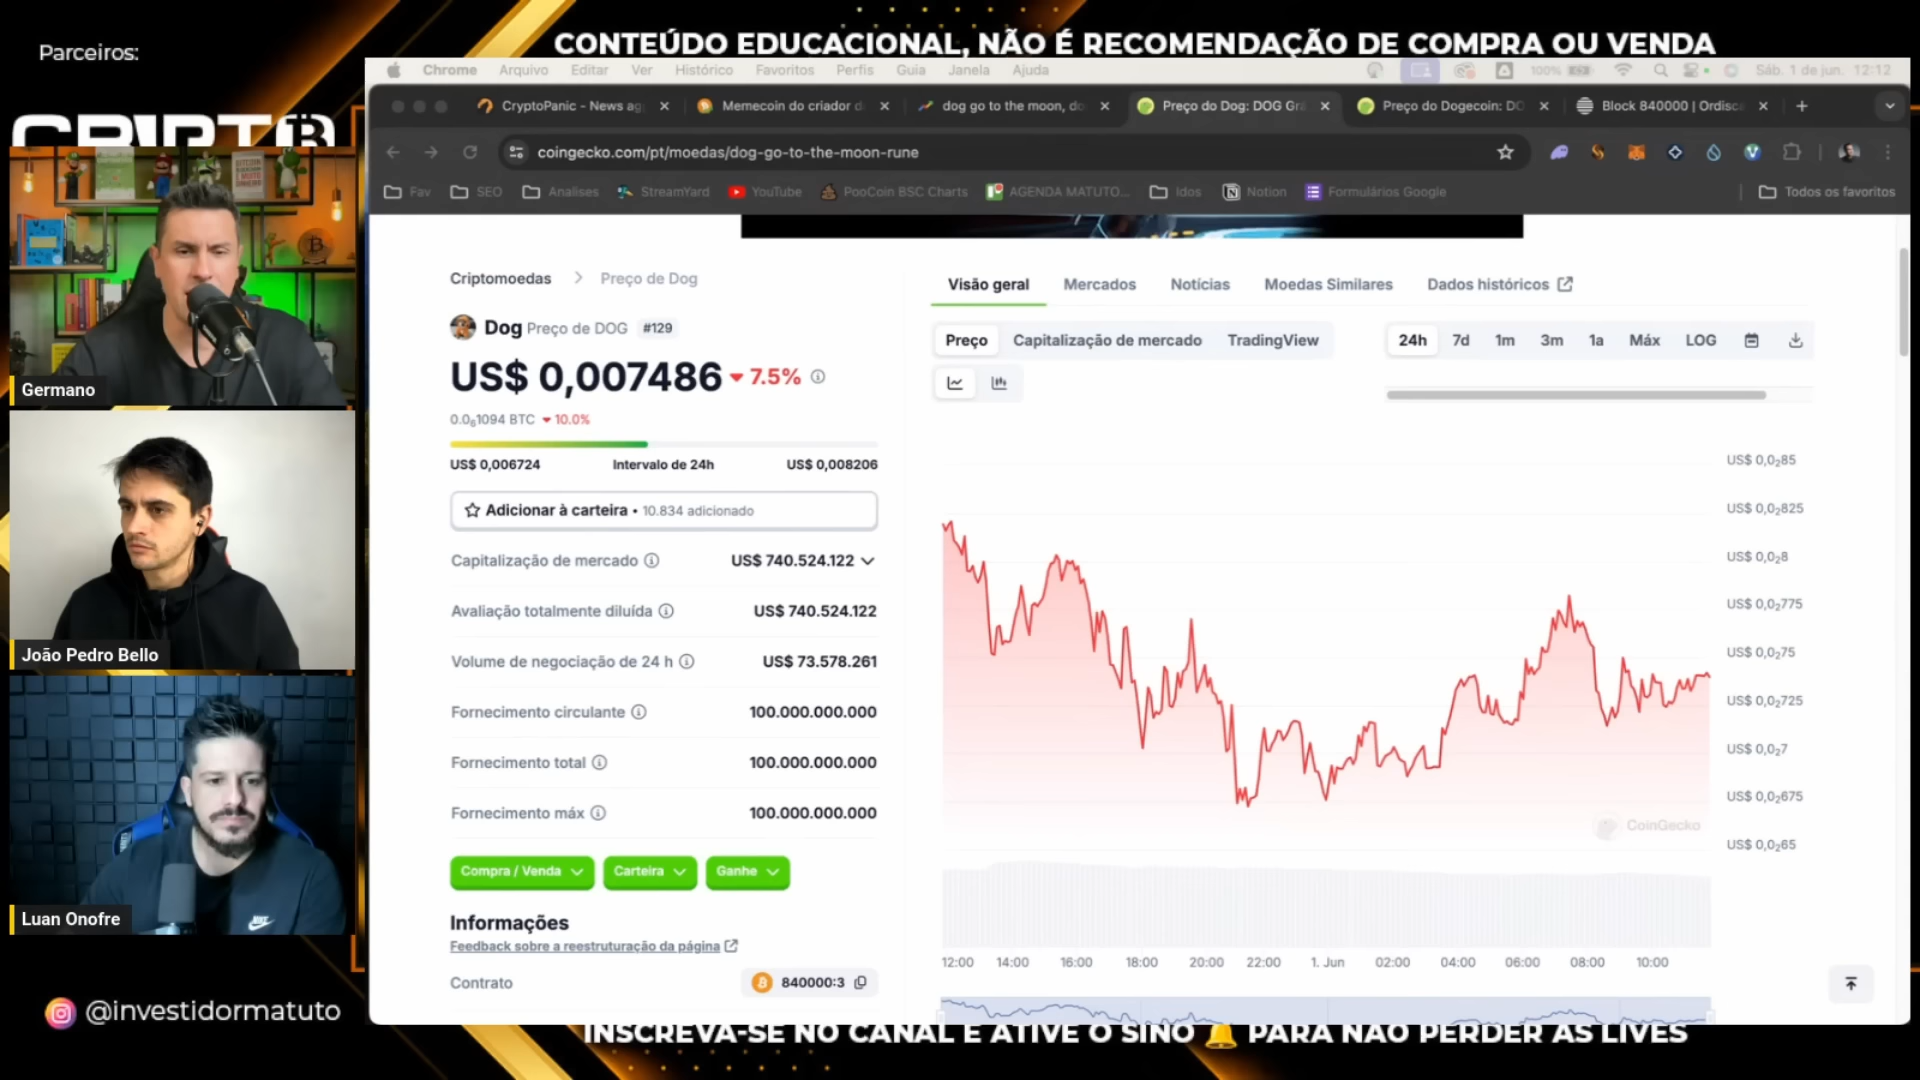 Parceiros:
CONTEÚDO EDUCACIONAL, NÃO É RECOMENDAÇÃO DE COMPRA OU VENDA
Chrome Arquivo Editar Ver Histórico Favoritos Perfis Guia Janela Ajuda
100% Sáb. 1 de jun. 12:12
CryptoPanic - News ag
Memecoin do criador d
dog go to the moon, do
Preço do Dog: DOG Gra
Preço do Dogecoin: DO
Block 840000 | Ordisca
coingecko.com/pt/moedas/dog-go-to-the-moon-rune
Fav SEO Analises StreamYard YouTube PooCoin BSC Charts AGENDA MATUTO... Idos Notion Formulários Google Todos os favoritos
Criptomoedas > Preço de Dog
Dog Preço de DOG #129
US$ 0,007486 7.5%
0.0₆1094 BTC 10.0%
US$ 0,006724 Intervalo de 24h US$ 0,008206
Adicionar à carteira • 10.834 adicionado
Capitalização de mercado US$ 740.524.122
Avaliação totalmente diluída US$ 740.524.122
Volume de negociação de 24 h US$ 73.578.261
Fornecimento circulante 100.000.000.000
Fornecimento total 100.000.000.000
Fornecimento máx 100.000.000.000
Compra / Venda Carteira Ganhe
Informações
Feedback sobre a reestruturação da página
Contrato 840000:3
Visão geral Mercados Notícias Moedas Similares Dados históricos
Preço Capitalização de mercado TradingView
24h 7d 1m 3m 1a Máx LOG
US$ 0,0₂85
US$ 0,0₂825
US$ 0,0₂8
US$ 0,0₂775
US$ 0,0₂75
US$ 0,0₂725
US$ 0,0₂7
US$ 0,0₂675
US$ 0,0₂65
CoinGecko
12:00 14:00 16:00 18:00 20:00 22:00 1. Jun 02:00 04:00 06:00 08:00 10:00
Germano
João Pedro Bello
Luan Onofre
@investidormatuto
INSCREVA-SE NO CANAL E ATIVE O SINO 🔔 PARA NÃO PERDER AS LIVES